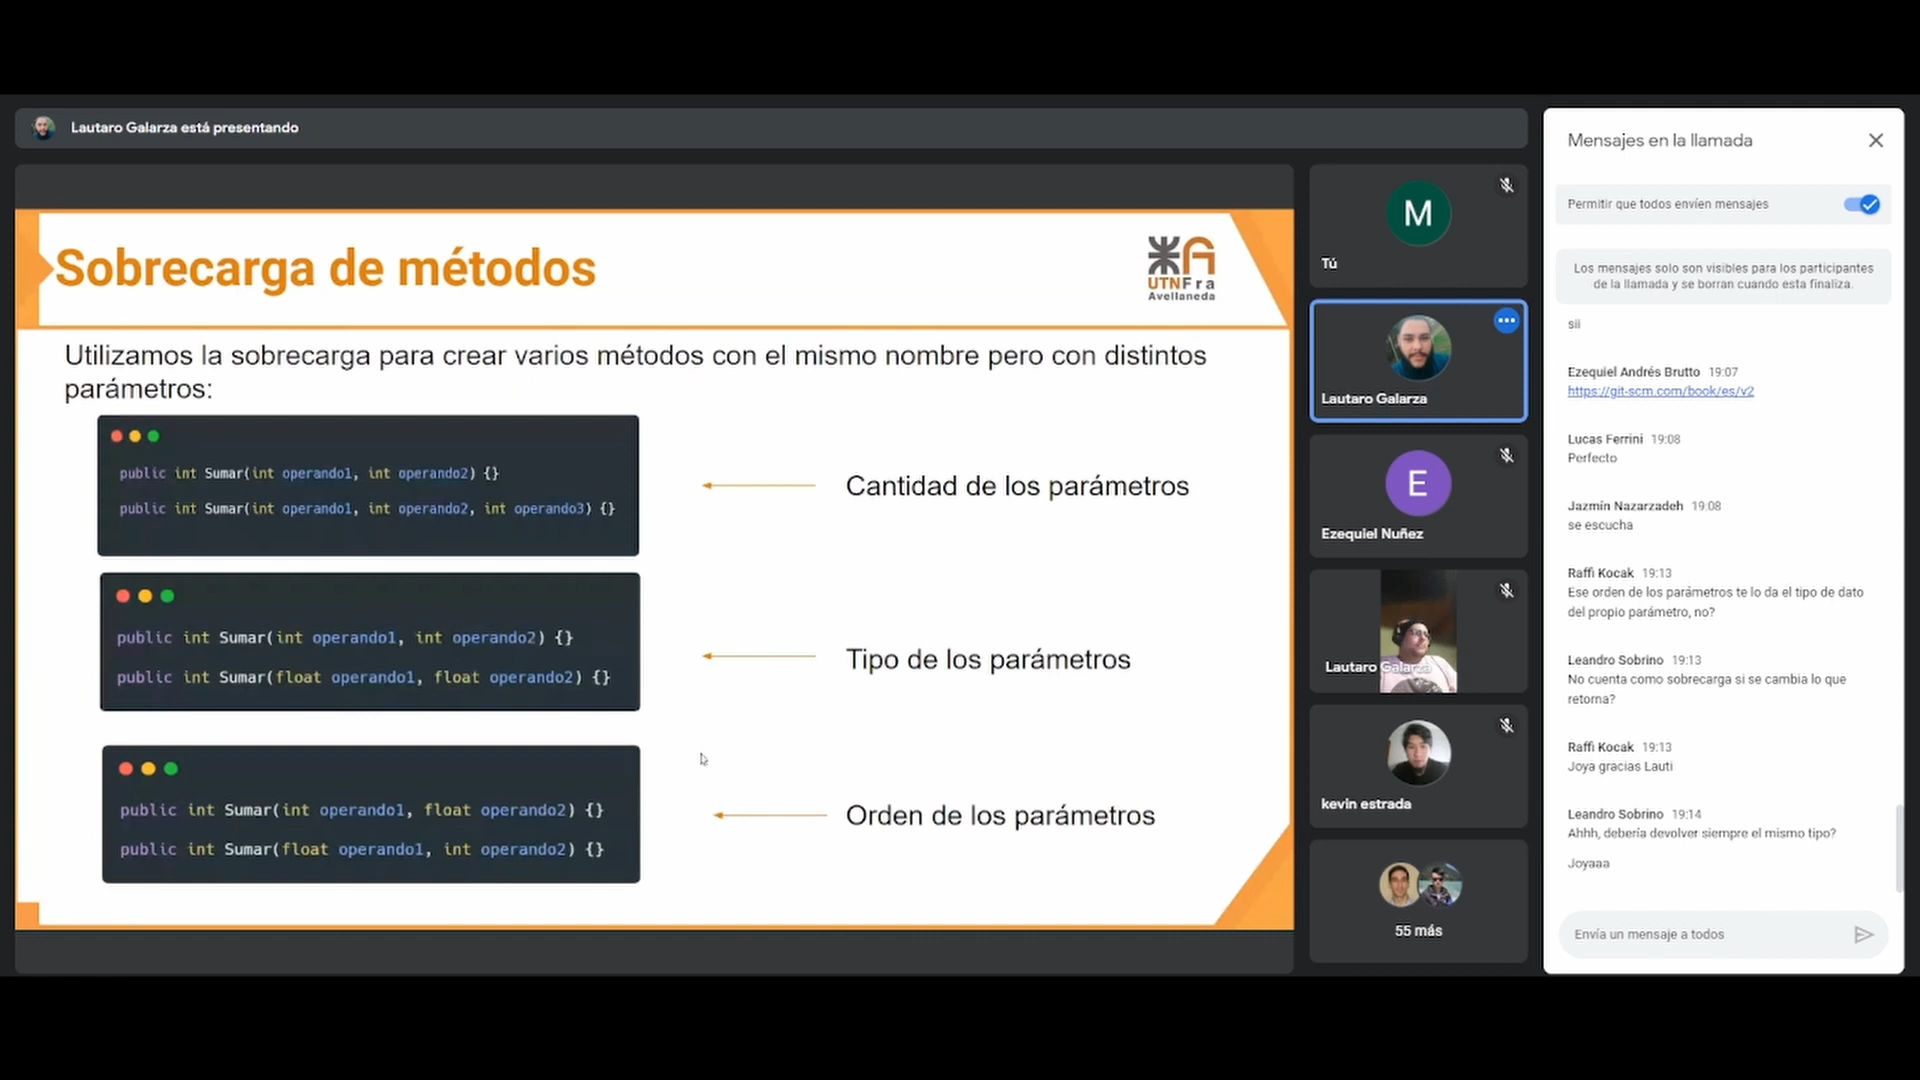 Lautaro Galarza está presentando
Sobrecarga de métodos
UTNFra
Avellaneda
Utilizamos la sobrecarga para crear varios métodos con el mismo nombre pero con distintos
parámetros:
public int Sumar(int operando1, int operando2) {}
public int Sumar(int operando1, int operando2, int operando3) {}
Cantidad de los parámetros
public int Sumar(int operando1, int operando2) {}
public int Sumar(float operando1, float operando2) {}
Tipo de los parámetros
public int Sumar(int operando1, float operando2) {}
public int Sumar(float operando1, int operando2) {}
Orden de los parámetros
M
Tú
Lautaro Galarza
E
Ezequiel Nuñez
Lautaro Galarza
kevin estrada
55 más
Mensajes en la llamada
Permitir que todos envíen mensajes
Los mensajes solo son visibles para los participantes
de la llamada y se borran cuando esta finaliza.
sii
Ezequiel Andrés Brutto 19:07
https://git-scm.com/book/es/v2
Lucas Ferrini 19:08
Perfecto
Jazmín Nazarzadeh 19:08
se escucha
Raffi Kocak 19:13
Ese orden de los parámetros te lo da el tipo de dato
del propio parámetro, no?
Leandro Sobrino 19:13
No cuenta como sobrecarga si se cambia lo que
retorna?
Raffi Kocak 19:13
Joya gracias Lauti
Leandro Sobrino 19:14
Ahhh, debería devolver siempre el mismo tipo?
Joyaaa
Envía un mensaje a todos